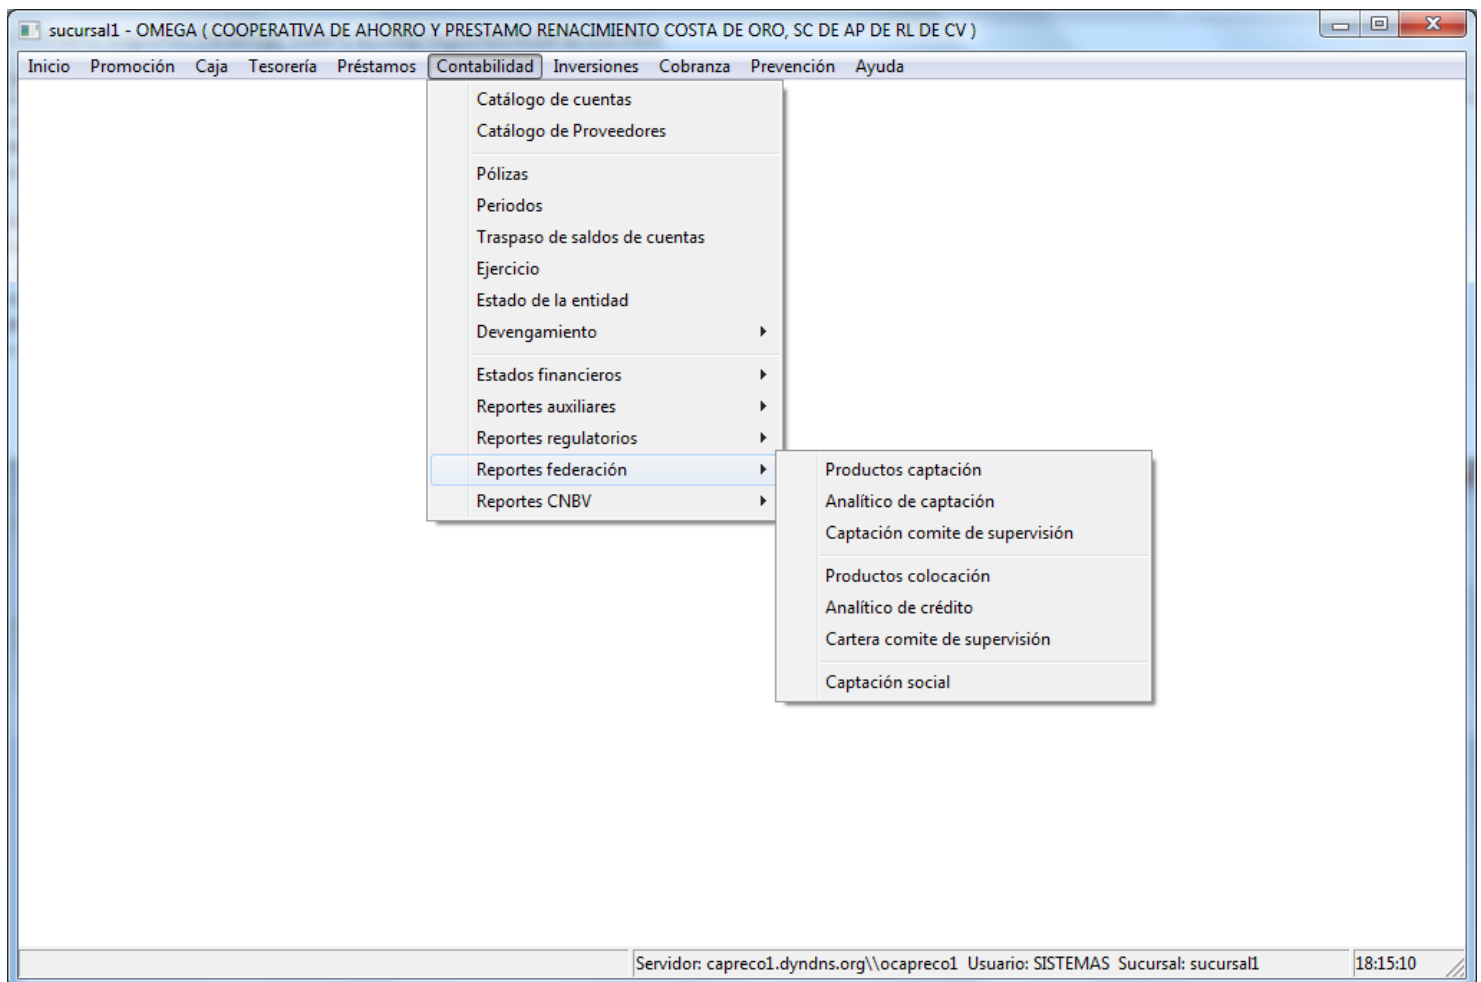 sucursal1 - OMEGA ( COOPERATIVA DE AHORRO Y PRESTAMO RENACIMIENTO COSTA DE ORO, SC DE AP DE RL DE CV )
Inicio Promoción Caja Tesorería Préstamos Contabilidad Inversiones Cobranza Prevención Ayuda
Catálogo de cuentas
Catálogo de Proveedores
Pólizas
Periodos
Traspaso de saldos de cuentas
Ejercicio
Estado de la entidad
Devengamiento
Estados financieros
Reportes auxiliares
Reportes regulatorios
Reportes federación
Reportes CNBV
Productos captación
Analítico de captación
Captación comite de supervisión
Productos colocación
Analítico de crédito
Cartera comite de supervisión
Captación social
Servidor: capreco1.dyndns.org\\ocapreco1 Usuario: SISTEMAS Sucursal: sucursal1 18:15:10